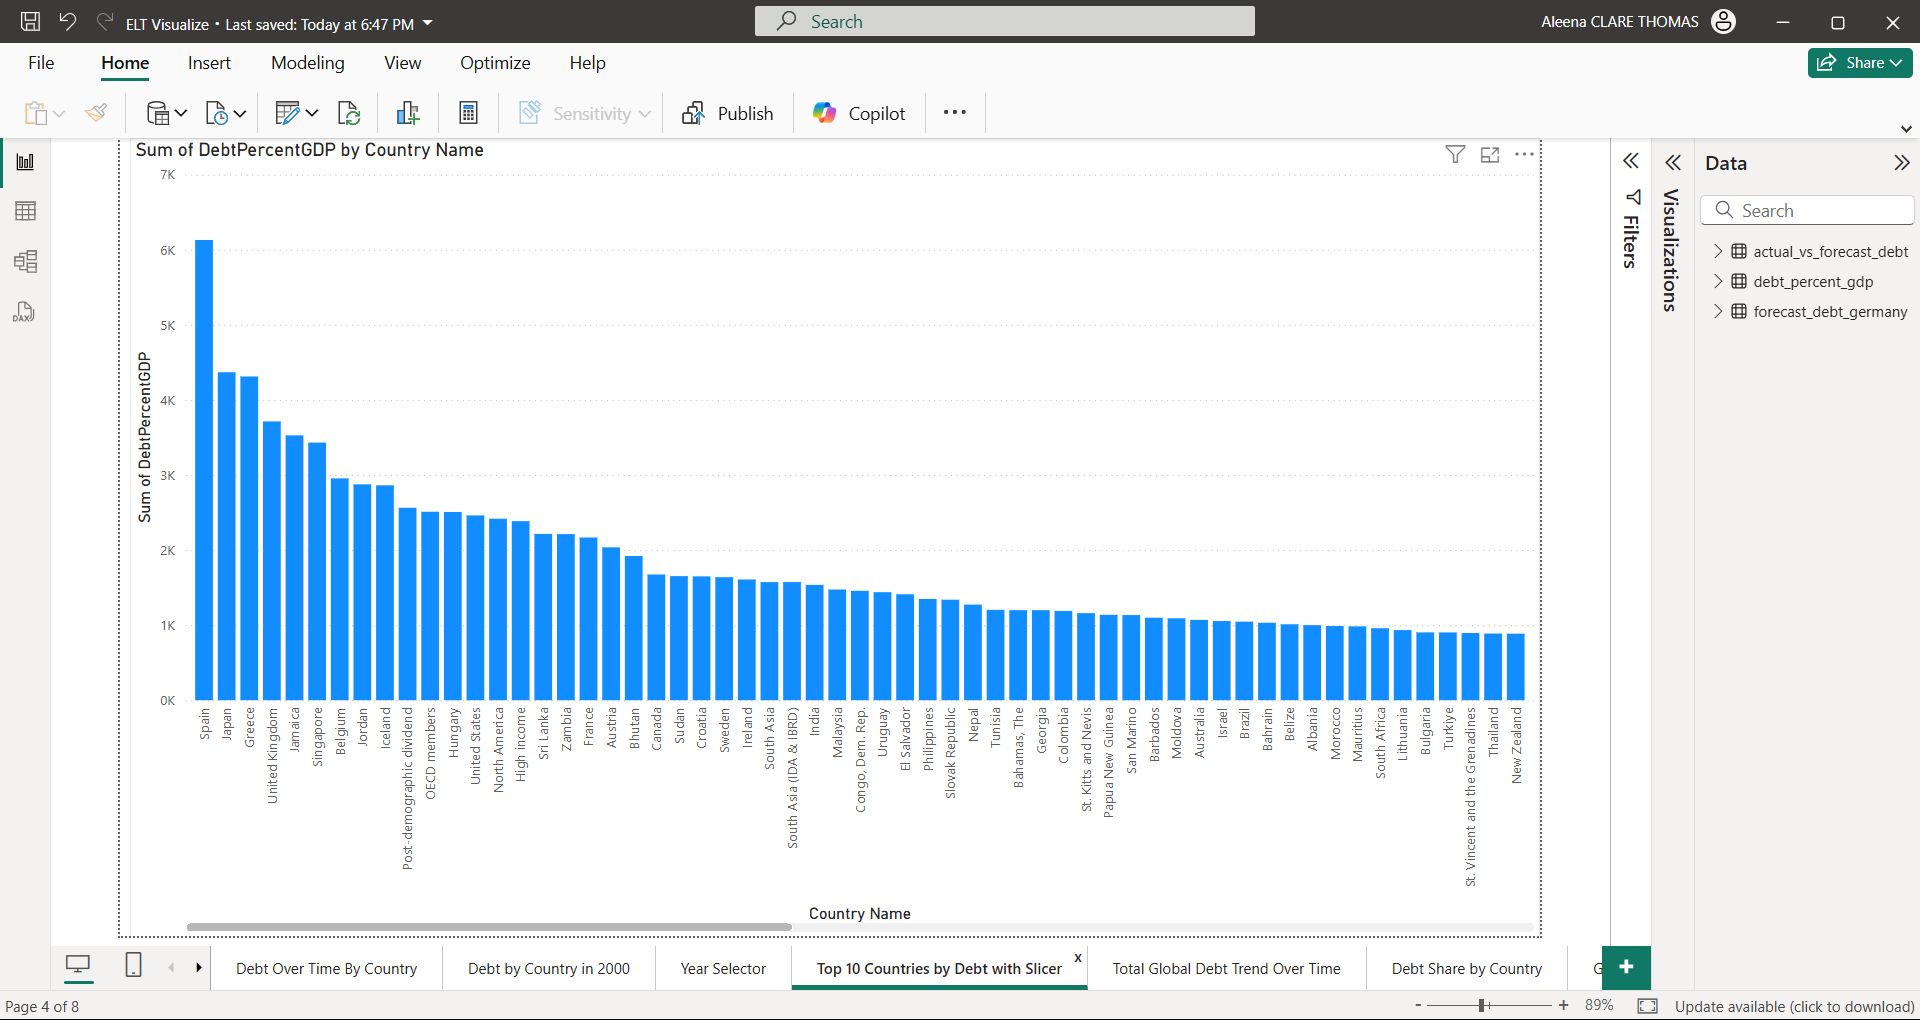 ELT Visualize • Last saved: Today at 6:47 PM
Search
Aleena CLARE THOMAS
File
Home
Insert
Modeling
View
Optimize
Help
Share
Sensitivity
Publish
Copilot
Sum of DebtPercentGDP by Country Name
7K
6K
5K
4K
3K
2K
1K
0K
Sum of DebtPercentGDP
Spain
Japan
Greece
United Kingdom
Jamaica
Singapore
Belgium
Jordan
Iceland
Post-demographic dividend
OECD members
Hungary
United States
North America
High income
Sri Lanka
Zambia
France
Austria
Bhutan
Canada
Sudan
Croatia
Sweden
Ireland
South Asia
South Asia (IDA & IBRD)
India
Malaysia
Congo, Dem. Rep.
Uruguay
El Salvador
Philippines
Slovak Republic
Nepal
Tunisia
Bahamas, The
Georgia
Colombia
St. Kitts and Nevis
Papua New Guinea
San Marino
Barbados
Moldova
Australia
Israel
Brazil
Bahrain
Belize
Albania
Morocco
Mauritius
South Africa
Lithuania
Bulgaria
Turkiye
St. Vincent and the Grenadines
Thailand
New Zealand
Country Name
Filters
Visualizations
Data
Search
actual_vs_forecast_debt
debt_percent_gdp
forecast_debt_germany
DAX
Debt Over Time By Country
Debt by Country in 2000
Year Selector
Top 10 Countries by Debt with Slicer
x
Total Global Debt Trend Over Time
Debt Share by Country
G
+
Page 4 of 8
- + 89%
Update available (click to download)